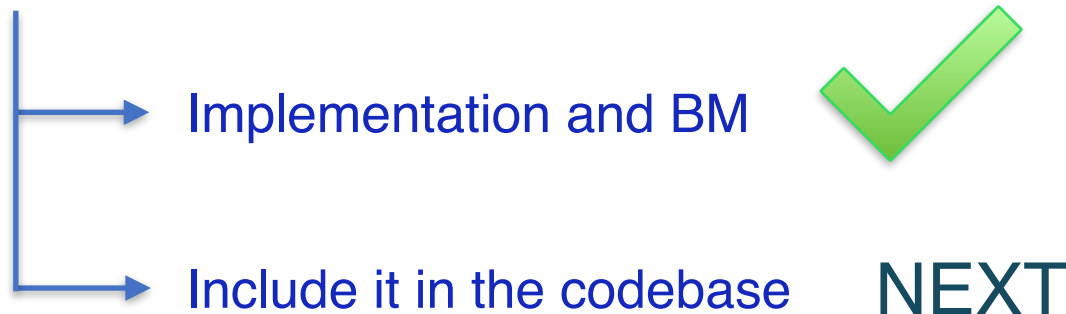 Implementation and BM
Include it in the codebase NEXT